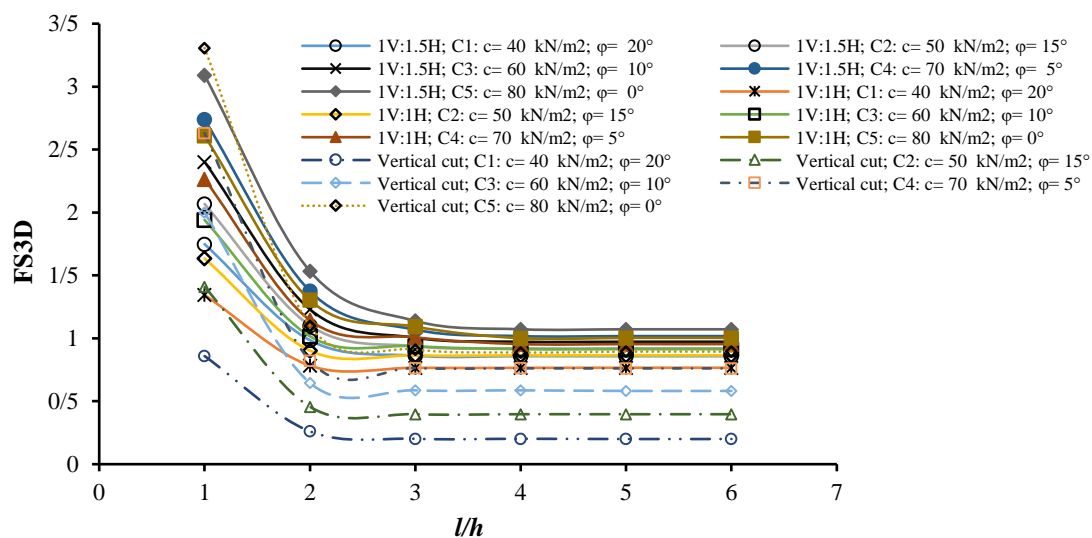 3/5
3
2/5
2
1/5
1
0/5
0
FS3D
1V:1.5H; C1: c= 40 kN/m2; φ= 20°
1V:1.5H; C2: c= 50 kN/m2; φ= 15°
1V:1.5H; C3: c= 60 kN/m2; φ= 10°
1V:1.5H; C4: c= 70 kN/m2; φ= 5°
1V:1.5H; C5: c= 80 kN/m2; φ= 0°
1V:1H; C1: c= 40 kN/m2; φ= 20°
1V:1H; C2: c= 50 kN/m2; φ= 15°
1V:1H; C3: c= 60 kN/m2; φ= 10°
1V:1H; C4: c= 70 kN/m2; φ= 5°
1V:1H; C5: c= 80 kN/m2; φ= 0°
Vertical cut; C1: c= 40 kN/m2; φ= 20°
Vertical cut; C2: c= 50 kN/m2; φ= 15°
Vertical cut; C3: c= 60 kN/m2; φ= 10°
Vertical cut; C4: c= 70 kN/m2; φ= 5°
Vertical cut; C5: c= 80 kN/m2; φ= 0°
0 1 2 3 4 5 6 7
l/h